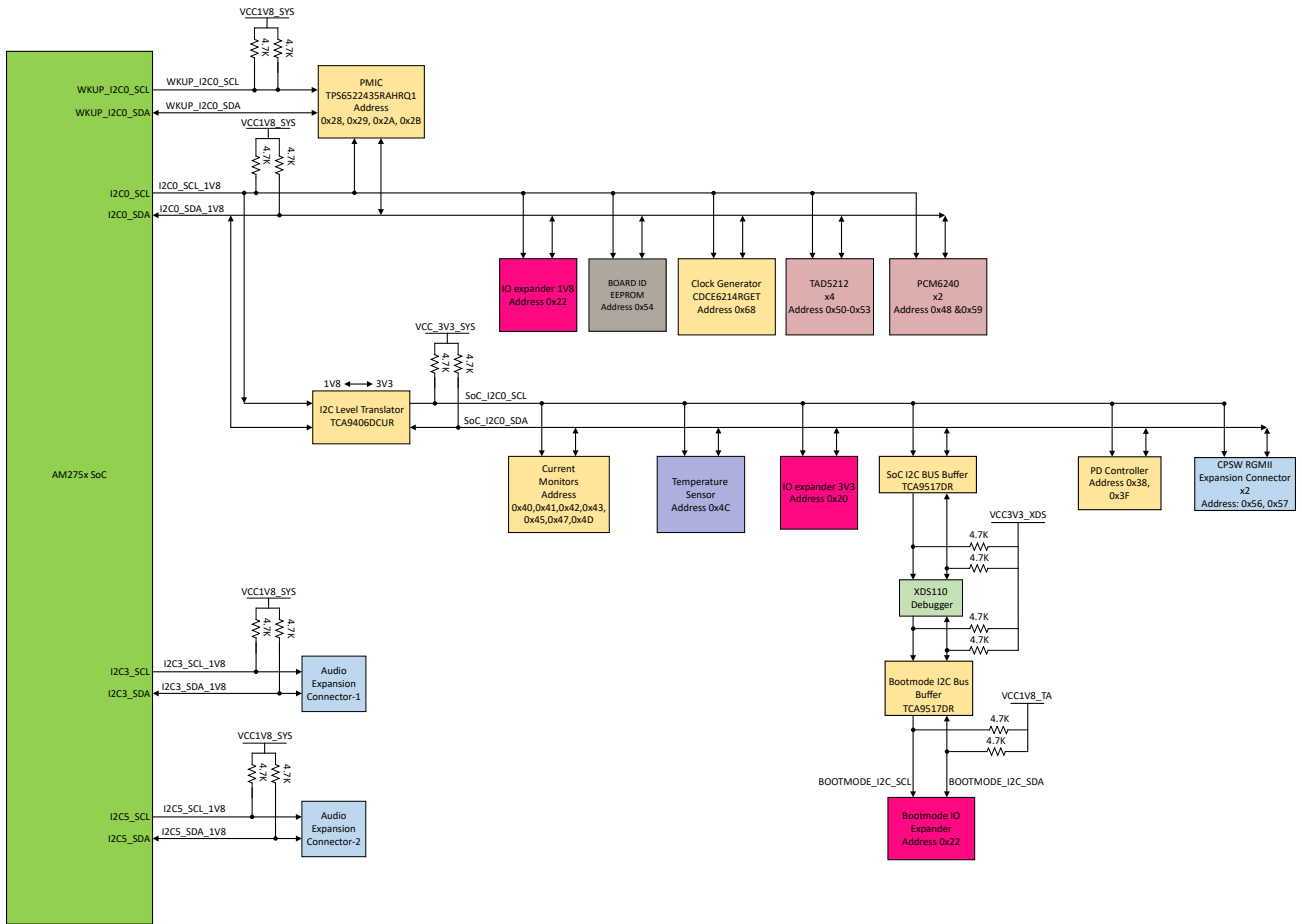 VCC1V8_SYS
4.7K
4.7K
WKUP_I2C0_SCL
WKUP_I2C0_SCL
WKUP_I2C0_SDA
WKUP_I2C0_SDA
PMIC
TPS6522435RAHRQ1
Address
0x28, 0x29, 0x2A, 0x2B
VCC1V8_SYS
4.7K
4.7K
I2C0_SCL
I2C0_SCL_1V8
I2C0_SDA
I2C0_SDA_1V8
IO expander 1V8
Address 0x22
BOARD ID
EEPROM
Address 0x54
Clock Generator
CDCE6214RGET
Address 0x68
TAD5212
x4
Address 0x50-0x53
PCM6240
x2
Address 0x48 &0x59
VCC_3V3_SYS
4.7K
4.7K
1V8
3V3
I2C Level Translator
TCA9406DCUR
SoC_I2C0_SCL
SoC_I2C0_SDA
AM275x SoC
Current
Monitors
Address
0x40,0x41,0x42,0x43,
0x45,0x47,0x4D
Temperature
Sensor
Address 0x4C
IO expander 3V3
Address 0x20
SoC I2C BUS Buffer
TCA9517DR
PD Controller
Address 0x38,
0x3F
CPSW RGMII
Expansion Connector
x2
Address: 0x56, 0x57
VCC3V3_XDS
4.7K
4.7K
XDS110
Debugger
4.7K
4.7K
Bootmode I2C Bus
Buffer
TCA9517DR
VCC1V8_TA
4.7K
4.7K
BOOTMODE_I2C_SCL
BOOTMODE_I2C_SDA
Bootmode IO
Expander
Address 0x22
VCC1V8_SYS
4.7K
4.7K
I2C3_SCL
I2C3_SCL_1V8
I2C3_SDA
I2C3_SDA_1V8
Audio
Expansion
Connector-1
VCC1V8_SYS
4.7K
4.7K
I2C5_SCL
I2C5_SCL_1V8
I2C5_SDA
I2C5_SDA_1V8
Audio
Expansion
Connector-2